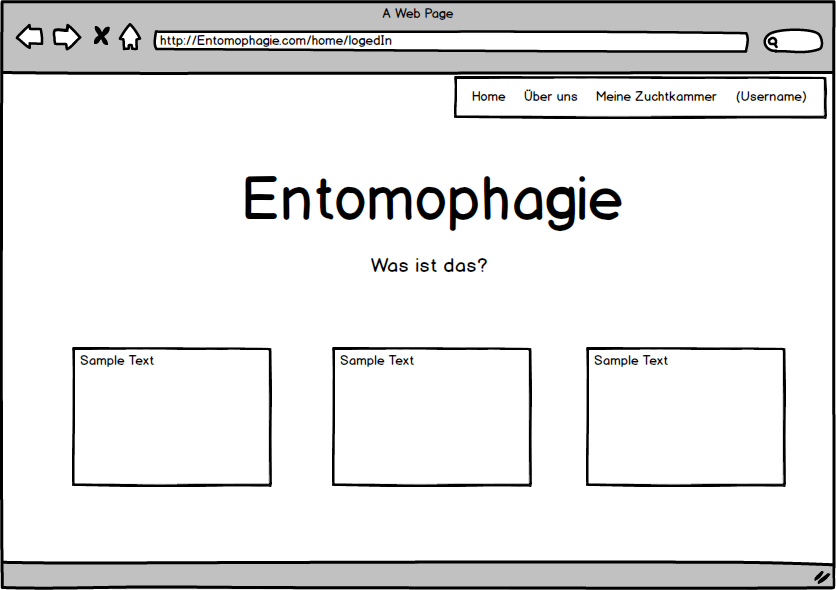 A Web Page
http://Entomophagie.com/home/logedIn
Home Über uns Meine Zuchtkammer (Username)
Entomophagie
Was ist das?
Sample Text Sample Text Sample Text